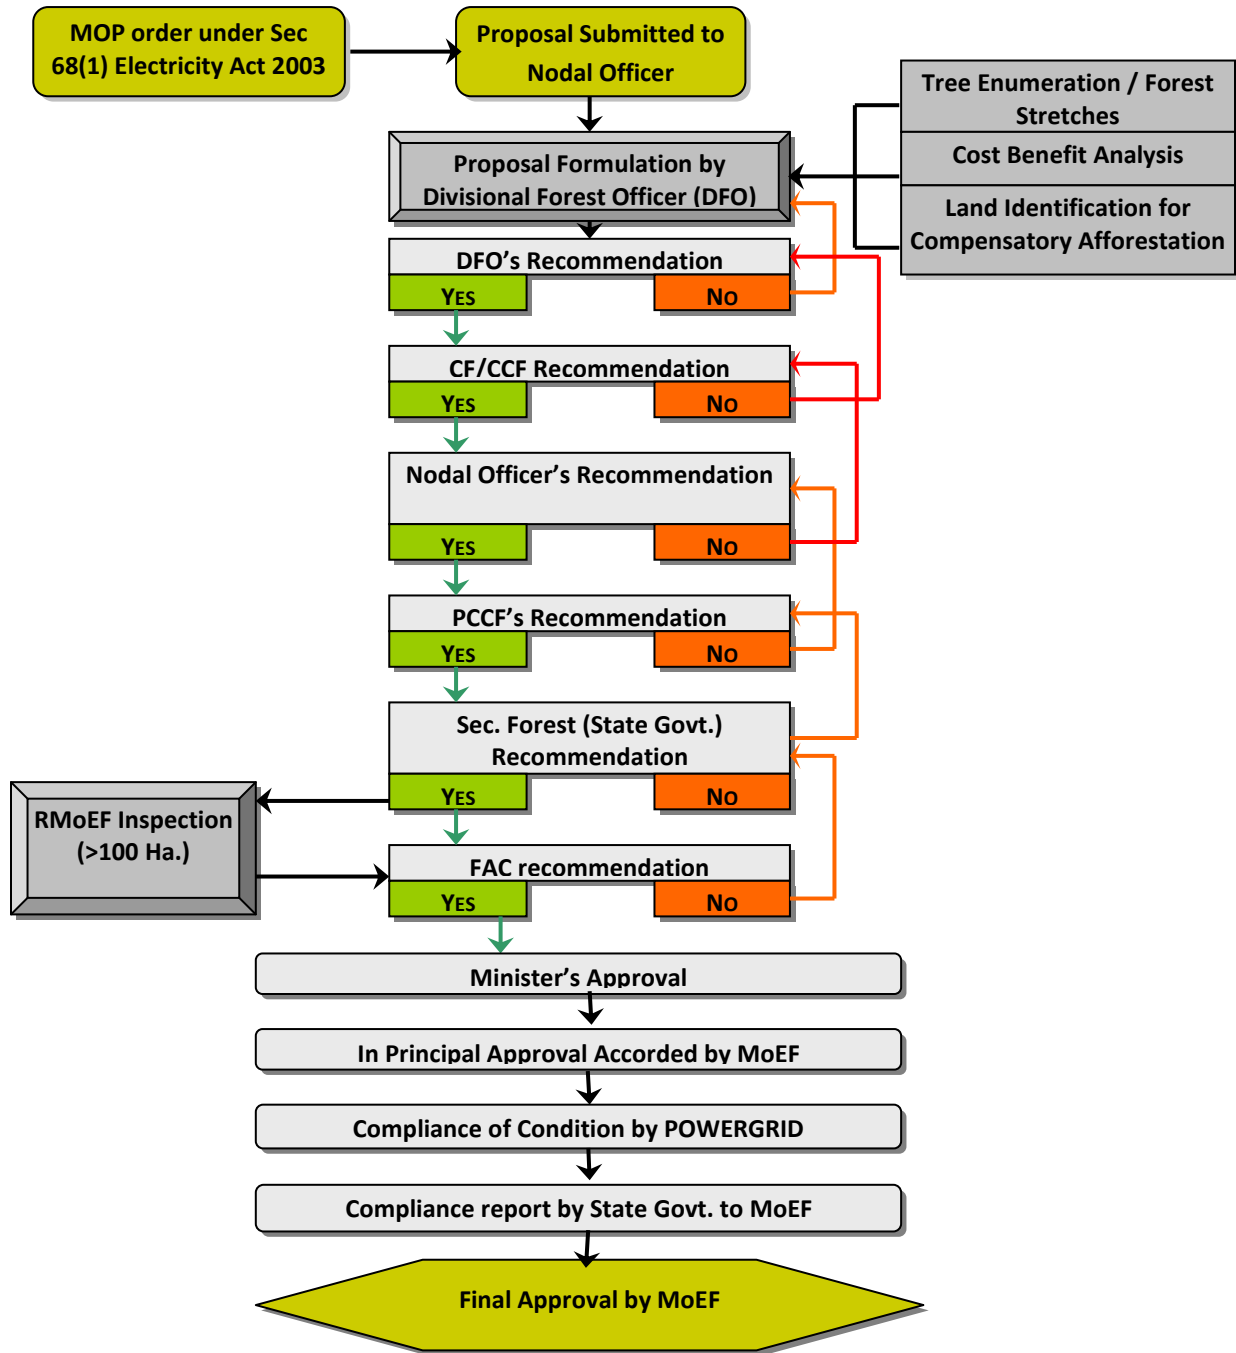 MOP order under Sec
68(1) Electricity Act 2003
Proposal Submitted to
Nodal Officer
Tree Enumeration / Forest
Stretches
Cost Benefit Analysis
Land Identification for
Compensatory Afforestation
Proposal Formulation by
Divisional Forest Officer (DFO)
DFO’s Recommendation
YES
NO
CF/CCF Recommendation
YES
NO
Nodal Officer’s Recommendation
YES
NO
PCCF’s Recommendation
YES
NO
Sec. Forest (State Govt.)
Recommendation
YES
NO
RMoEF Inspection
(>100 Ha.)
FAC recommendation
YES
NO
Minister’s Approval
In Principal Approval Accorded by MoEF
Compliance of Condition by POWERGRID
Compliance report by State Govt. to MoEF
Final Approval by MoEF